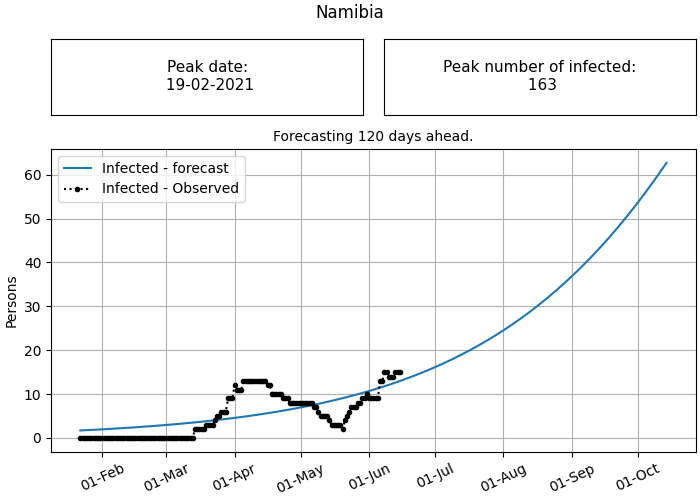 Namibia
Peak date:
19-02-2021
Peak number of infected:
163
Forecasting 120 days ahead.
Infected - forecast
Infected - Observed
Persons
60
50
40
30
20
10
0
01-Feb
01-Mar
01-Apr
01-May
01-Jun
01-Jul
01-Aug
01-Sep
01-Oct